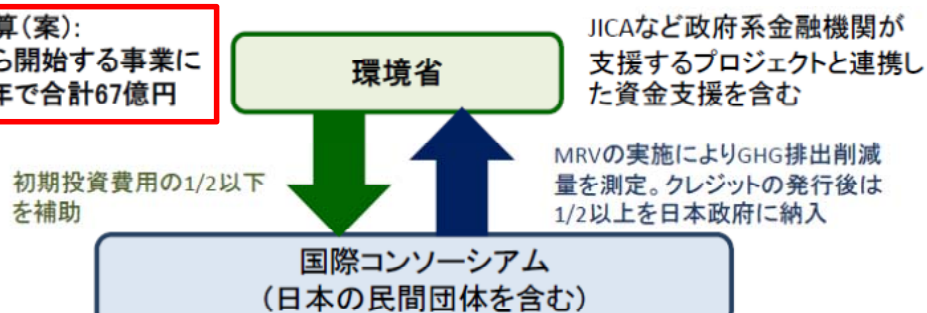 算（案）:
ら開始する事業に
年で合計67億円
環境省
JICAなど政府系金融機関が
支援するプロジェクトと連携し
た資金支援を含む
初期投資費用の1/2以下
を補助
MRVの実施によりGHG排出削減
量を測定。クレジットの発行後は
1/2以上を日本政府に納入
国際コンソーシアム
（日本の民間団体を含む）